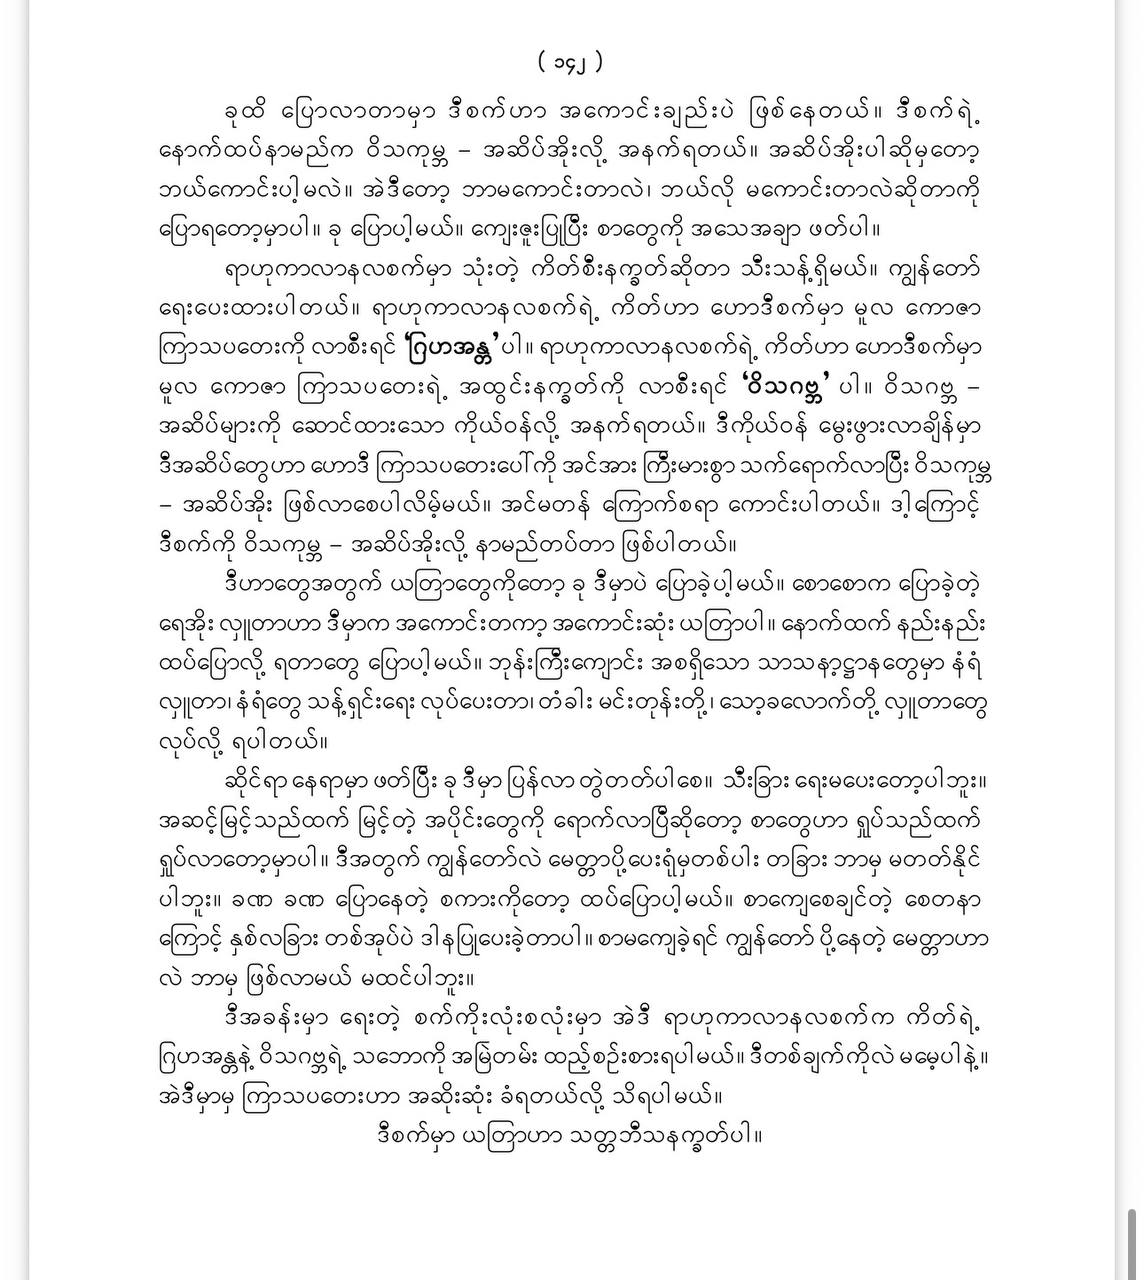 ( ၁၄၂ )
ခုထိ ပြောလာတာမှာ ဒီစက်ဟာ အကောင်းချည်းပဲ ဖြစ်နေတယ်။ ဒီစက်ရဲ့
နောက်ထပ်နာမည်က ဝိသကုမ္ဘ – အဆိပ်အိုးလို့ အနက်ရတယ်။ အဆိပ်အိုးပါဆိုမှတော့
ဘယ်ကောင်းပါ့မလဲ။ အဲဒီတော့ ဘာမကောင်းတာလဲ၊ ဘယ်လို မကောင်းတာလဲဆိုတာကို
ပြောရတော့မှာပါ။ ခု ပြောပါ့မယ်။ ကျေးဇူးပြုပြီး စာတွေကို အသေအချာ ဖတ်ပါ။
ရာဟုကာလာနလစက်မှာ သုံးတဲ့ ကိတ်စီးနက္ခတ်ဆိုတာ သီးသန့်ရှိမယ်။ ကျွန်တော်
ရေးပေးထားပါတယ်။ ရာဟုကာလာနလစက်ရဲ့ ကိတ်ဟာ ဟောဒီစက်မှာ မူလ ကောဇာ
ကြာသပတေးကို လာစီးရင် ‘ဂြဟအန္တ’ပါ။ ရာဟုကာလာနလစက်ရဲ့ ကိတ်ဟာ ဟောဒီစက်မှာ
မူလ ကောဇာ ကြာသပတေးရဲ့ အထွင်းနက္ခတ်ကို လာစီးရင် ‘ဝိသဂဗ္ဘ’ ပါ။ ဝိသဂဗ္ဘ –
အဆိပ်များကို ဆောင်ထားသော ကိုယ်ဝန်လို့ အနက်ရတယ်။ ဒီကိုယ်ဝန် မွေးဖွားလာချိန်မှာ
ဒီအဆိပ်တွေဟာ ဟောဒီ ကြာသပတေးပေါ်ကို အင်အား ကြီးမားစွာ သက်ရောက်လာပြီး ဝိသကုမ္ဘ
– အဆိပ်အိုး ဖြစ်လာစေပါလိမ့်မယ်။ အင်မတန် ကြောက်စရာ ကောင်းပါတယ်။ ဒါ့ကြောင့်
ဒီစက်ကို ဝိသကုမ္ဘ – အဆိပ်အိုးလို့ နာမည်တပ်တာ ဖြစ်ပါတယ်။
ဒီဟာတွေအတွက် ယတြာတွေကိုတော့ ခု ဒီမှာပဲ ပြောခဲ့ပါ့မယ်။ စောစောက ပြောခဲ့တဲ့
ရေအိုး လှူတာဟာ ဒီမှာက အကောင်းတကာ့ အကောင်းဆုံး ယတြာပါ။ နောက်ထက် နည်းနည်း
ထပ်ပြောလို့ ရတာတွေ ပြောပါ့မယ်။ ဘုန်းကြီးကျောင်း အစရှိသော သာသနာ့ဌာနတွေမှာ နံရံ
လှူတာ၊ နံရံတွေ သန့်ရှင်းရေး လုပ်ပေးတာ၊ တံခါး မင်းတုန်းတို့၊ သော့ခလောက်တို့ လှူတာတွေ
လုပ်လို့ ရပါတယ်။
ဆိုင်ရာ နေရာမှာ ဖတ်ပြီး ခု ဒီမှာ ပြန်လာ တွဲတတ်ပါစေ။ သီးခြား ရေးမပေးတော့ပါဘူး။
အဆင့်မြင့်သည်ထက် မြင့်တဲ့ အပိုင်းတွေကို ရောက်လာပြီဆိုတော့ စာတွေဟာ ရှုပ်သည်ထက်
ရှုပ်လာတော့မှာပါ။ ဒီအတွက် ကျွန်တော်လဲ မေတ္တာပို့ပေးရုံမှတစ်ပါး တခြား ဘာမှ မတတ်နိုင်
ပါဘူး။ ခဏ ခဏ ပြောနေတဲ့ စကားကိုတော့ ထပ်ပြောပါ့မယ်။ စာကျေစေချင်တဲ့ စေတနာ
ကြောင့် နှစ်လခြား တစ်အုပ်ပဲ ဒါနပြုပေးခဲ့တာပါ။ စာမကျေခဲ့ရင် ကျွန်တော် ပို့နေတဲ့ မေတ္တာဟာ
လဲ ဘာမှ ဖြစ်လာမယ် မထင်ပါဘူး။
ဒီအခန်းမှာ ရေးတဲ့ စက်ကိုးလုံးစလုံးမှာ အဲဒီ ရာဟုကာလာနလစက်က ကိတ်ရဲ့
ဂြဟအန္တနဲ့ ဝိသဂဗ္ဘရဲ့ သဘောကို အမြဲတမ်း ထည့်စဉ်းစားရပါမယ်။ ဒီတစ်ချက်ကိုလဲ မမေ့ပါနဲ့။
အဲဒီမှာမှ ကြာသပတေးဟာ အဆိုးဆုံး ခံရတယ်လို့ သိရပါမယ်။
ဒီစက်မှာ ယတြာဟာ သတ္တဘိသနက္ခတ်ပါ။